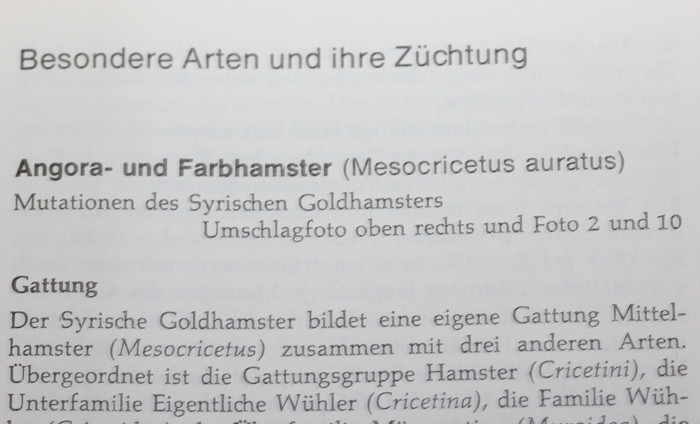 Besondere Arten und ihre Züchtung
Angora- und Farbhamster (Mesocricetus auratus)
Mutationen des Syrischen Goldhamsters
Umschlagfoto oben rechts und Foto 2 und 10
Gattung
Der Syrische Goldhamster bildet eine eigene Gattung Mittel-
hamster (Mesocricetus) zusammen mit drei anderen Arten.
Übergeordnet ist die Gattungsgruppe Hamster (Cricetini), die
Unterfamilie Eigentliche Wühler (Cricetina), die Familie Wüh-